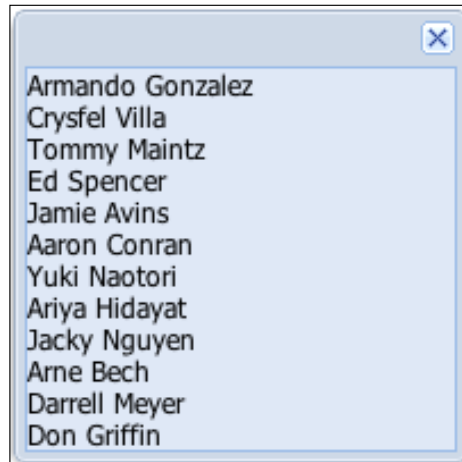 Armando Gonzalez
Crysfel Villa
Tommy Maintz
Ed Spencer
Jamie Avins
Aaron Conran
Yuki Naotori
Ariya Hidayat
Jacky Nguyen
Arne Bech
Darrell Meyer
Don Griffin